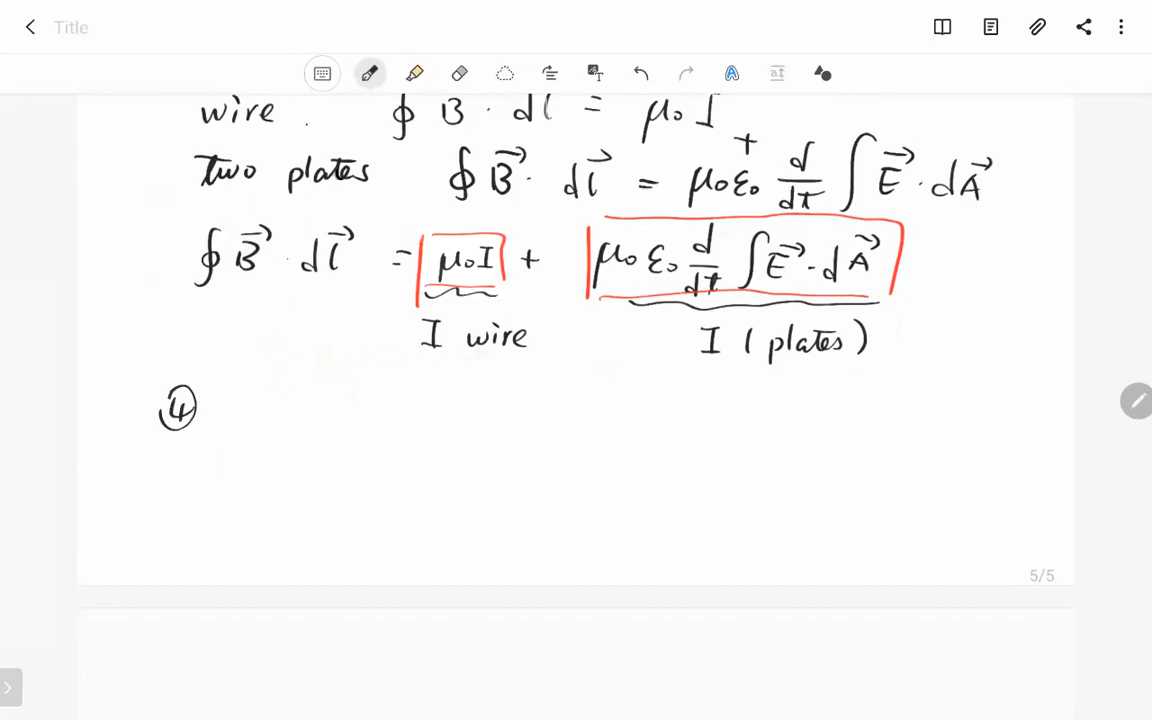 Title
wire. ∮ B · dl = μ₀ I
+
two plates ∮ B⃗ · dl⃗ = μ₀ε₀ d/dt ∫ E⃗ · dA⃗
∮ B⃗ · dl⃗ = μ₀I + μ₀ε₀ d/dt ∫ E⃗ · dA⃗
I wire I (plates)
④
5/5